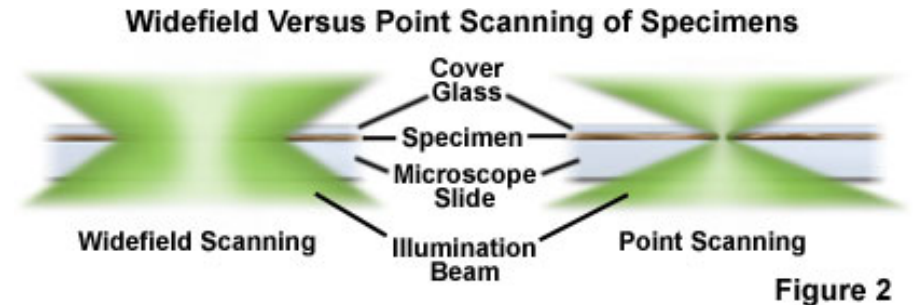 Widefield Versus Point Scanning of Specimens
Cover
Glass
Specimen
Microscope
Slide
Widefield Scanning
Illumination
Beam
Point Scanning
Figure 2